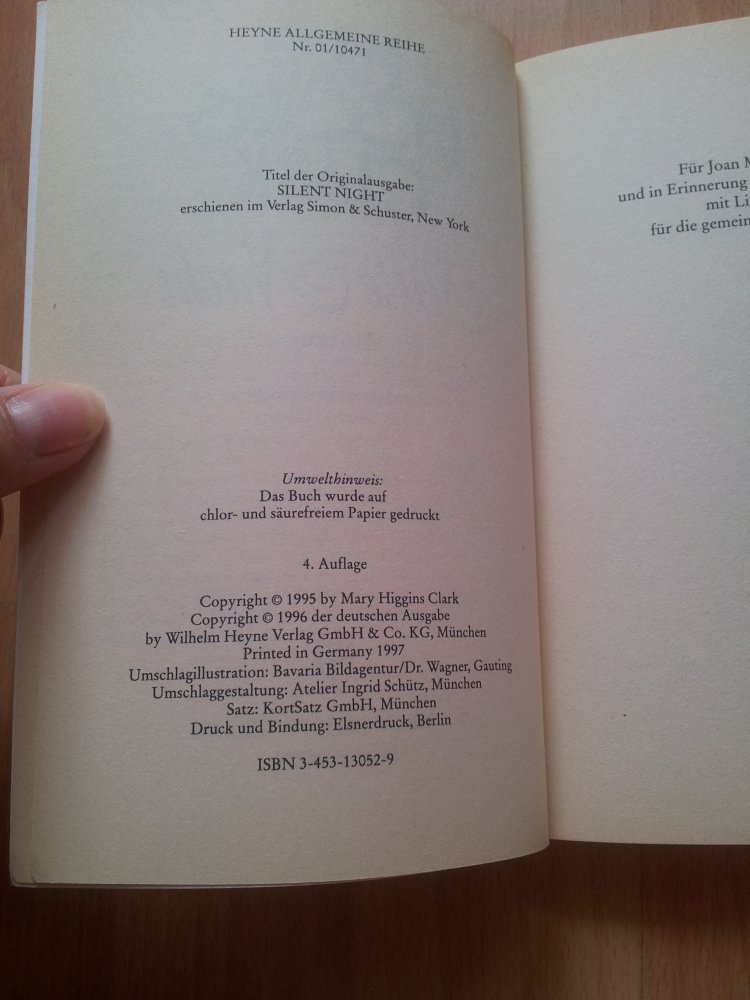 HEYNE ALLGEMEINE REIHE
Nr. 01/10471
Titel der Originalausgabe:
SILENT NIGHT
erschienen im Verlag Simon & Schuster, New York
Umwelthinweis:
Das Buch wurde auf
chlor- und säurefreiem Papier gedruckt
4. Auflage
Copyright © 1995 by Mary Higgins Clark
Copyright © 1996 der deutschen Ausgabe
by Wilhelm Heyne Verlag GmbH & Co. KG, München
Printed in Germany 1997
Umschlagillustration: Bavaria Bildagentur/Dr. Wagner, Gauting
Umschlaggestaltung: Atelier Ingrid Schütz, München
Satz: KortSatz GmbH, München
Druck und Bindung: Elsnerdruck, Berlin
ISBN 3-453-13052-9
Für Joan
und in Erinnerung
mit
für die